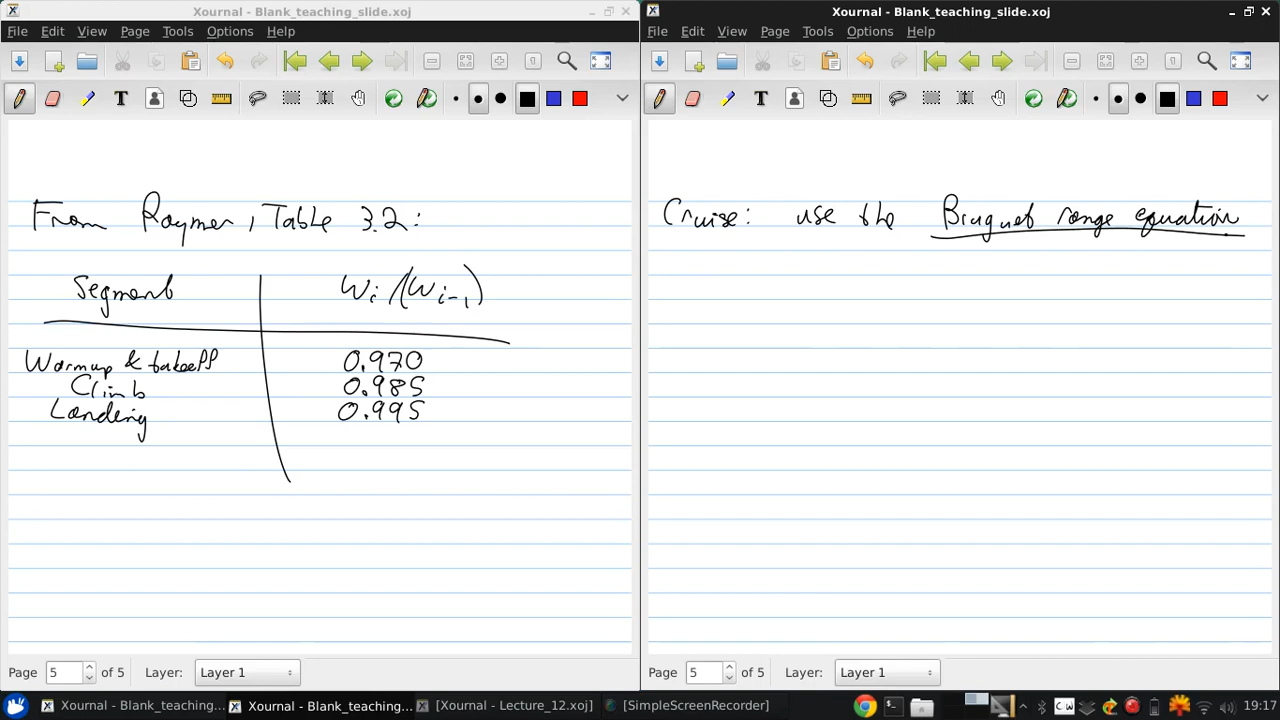 Xournal - Blank_teaching_slide.xoj
File Edit View Page Tools Options Help
From Raymer, Table 3.2:
Segment Wi/(Wi-1)
Warmup & takeoff 0.970
Climb 0.985
Landing 0.995
Page 5 of 5 Layer: Layer 1
Xournal - Blank_teaching_slide.xoj
File Edit View Page Tools Options Help
Cruise: use the Breguet range equation
Page 5 of 5 Layer: Layer 1
Xournal - Blank_teaching_... Xournal - Blank_teaching_... [Xournal - Lecture_12.xoj] [SimpleScreenRecorder] CW 19:17